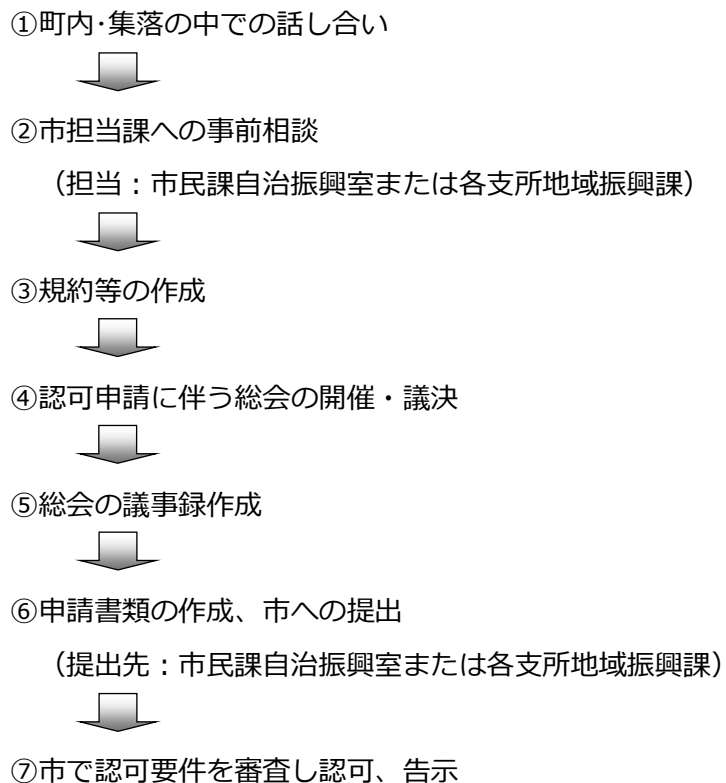 ①町内･集落の中での話し合い
②市担当課への事前相談
（担当：市民課自治振興室または各支所地域振興課）
③規約等の作成
④認可申請に伴う総会の開催・議決
⑤総会の議事録作成
⑥申請書類の作成、市への提出
（提出先：市民課自治振興室または各支所地域振興課）
⑦市で認可要件を審査し認可、告示